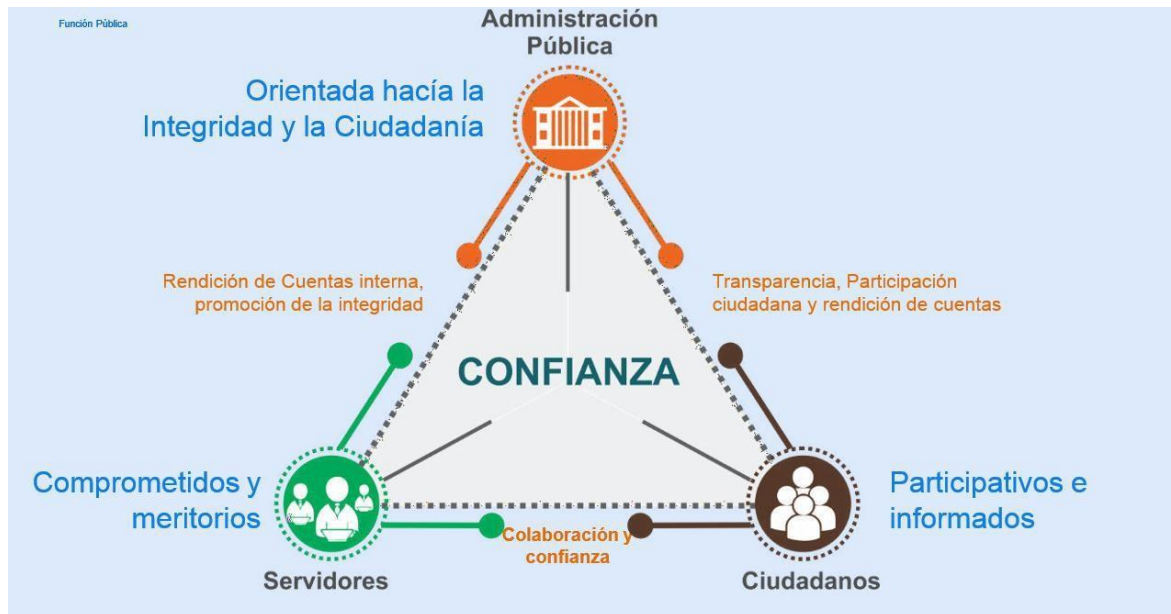 Función Pública
Administración
Pública
Orientada hacía la
Integridad y la Ciudadanía
Rendición de Cuentas interna,
promoción de la integridad
Transparencia, Participación
ciudadana y rendición de cuentas
CONFIANZA
Comprometidos y
meritorios
Participativos e
informados
Colaboración y
confianza
Servidores
Ciudadanos